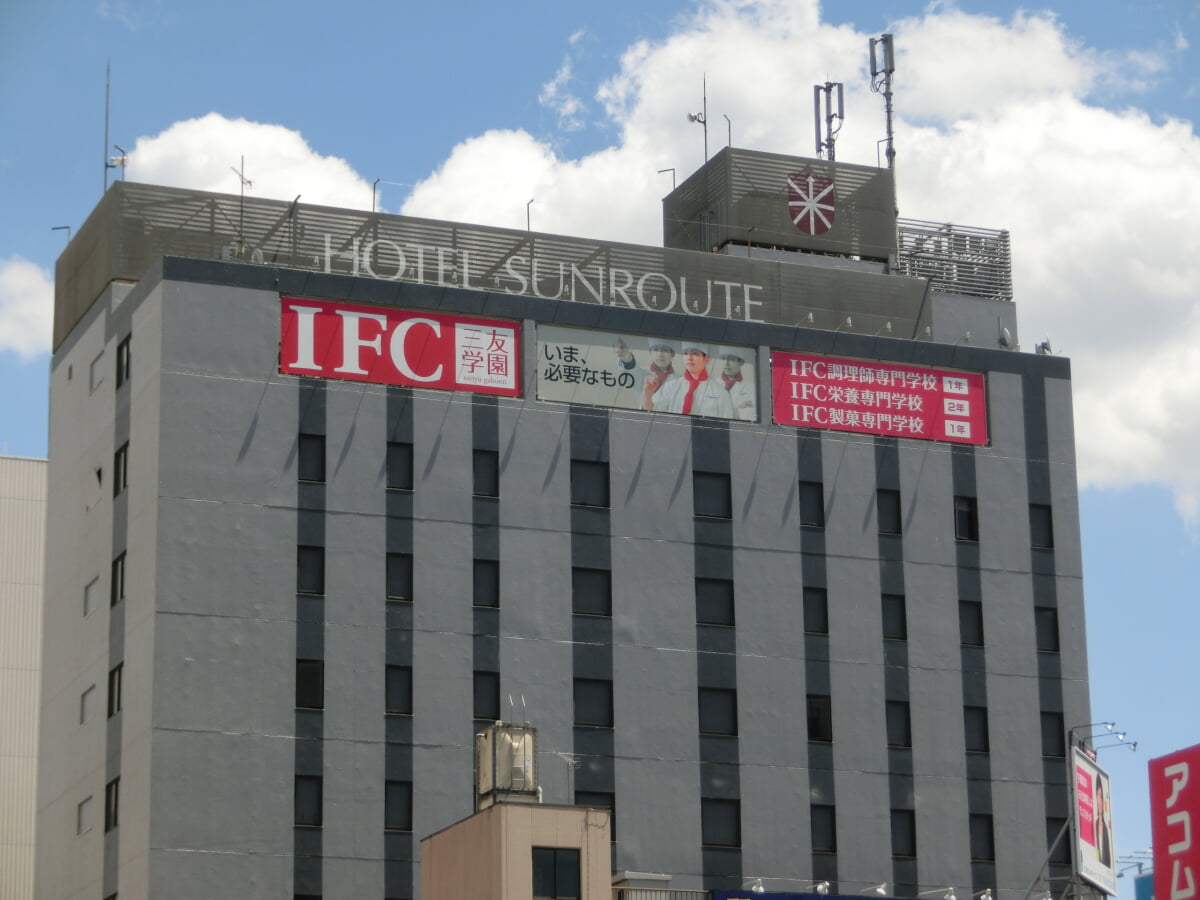 HOTEL SUNROUTE
IFC
三友
学園
sanyu gakuen
いま、
必要なもの
IFC調理師専門学校 1年
IFC栄養専門学校 2年
IFC製菓専門学校 1年
アコム